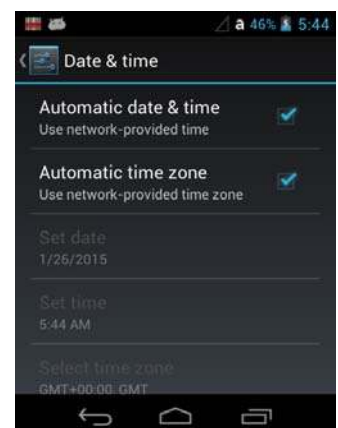 a 46% 5:44
Date & time
Automatic date & time
Use network-provided time
Automatic time zone
Use network-provided time zone
Set date
1/26/2015
Set time
5:44 AM
Select time zone
GMT+00:00, GMT